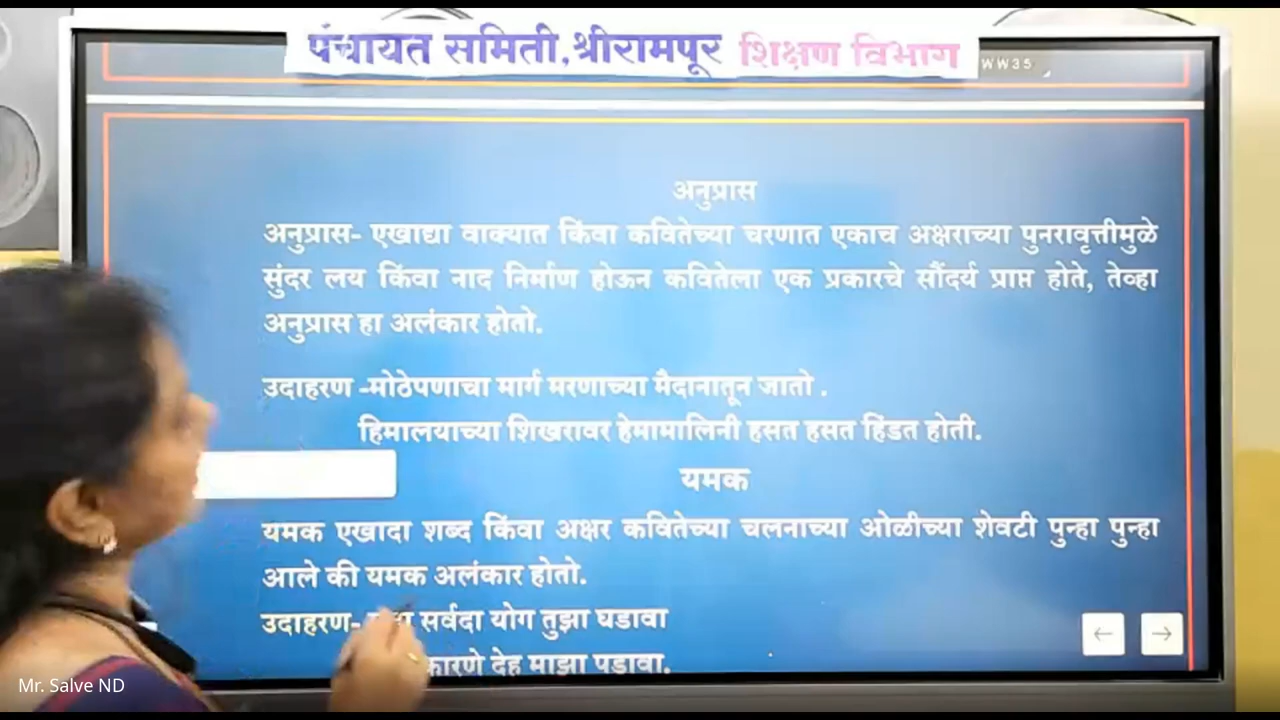 पंचायत समिती,श्रीरामपूर शिक्षण विभाग
WW35
अनुप्रास
अनुप्रास- एखाद्या वाक्यात किंवा कवितेच्या चरणात एकाच अक्षराच्या पुनरावृत्तीमुळे
सुंदर लय किंवा नाद निर्माण होऊन कवितेला एक प्रकारचे सौंदर्य प्राप्त होते, तेव्हा
अनुप्रास हा अलंकार होतो.
उदाहरण -मोठेपणाचा मार्ग मरणाच्या मैदानातून जातो .
हिमालयाच्या शिखरावर हेमामालिनी हसत हसत हिंडत होती.
यमक
यमक एखादा शब्द किंवा अक्षर कवितेच्या चलनाच्या ओळीच्या शेवटी पुन्हा पुन्हा
आले की यमक अलंकार होतो.
उदाहरण- सर्वदा योग तुझा घडावा
कारणे देह माझा पडावा.
Mr. Salve ND